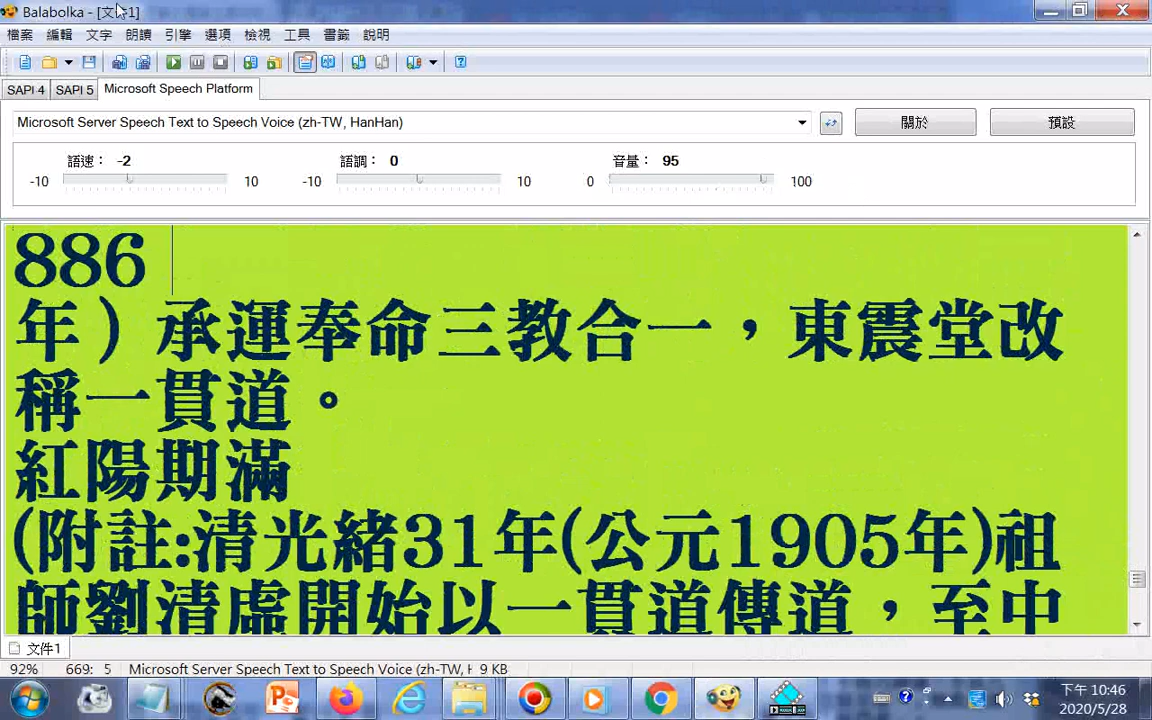 Balabolka - [文件1]
檔案 編輯 文字 朗讀 引擎 選項 檢視 工具 書籤 說明
SAPI 4 SAPI 5 Microsoft Speech Platform
Microsoft Server Speech Text to Speech Voice (zh-TW, HanHan) 關於 預設
語速： -2 語調： 0 音量： 95
-10 10 -10 10 0 100
886
年）承運奉命三教合一，東震堂改
稱一貫道。
紅陽期滿
(附註:清光緒31年(公元1905年)祖
師劉清虛開始以一貫道傳道，至中
文件1
92% 669: 5 Microsoft Server Speech Text to Speech Voice (zh-TW, H 9 KB
下午 10:46
2020/5/28